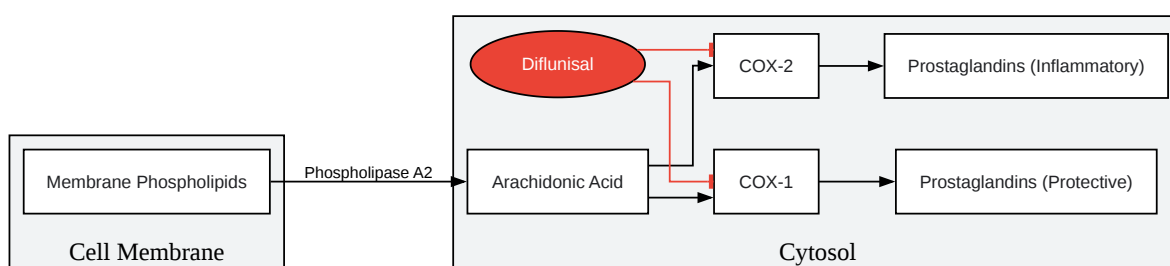 Diflunisal
COX-2
Prostaglandins (Inflammatory)
Membrane Phospholipids
Phospholipase A2
Arachidonic Acid
COX-1
Prostaglandins (Protective)
Cell Membrane
Cytosol